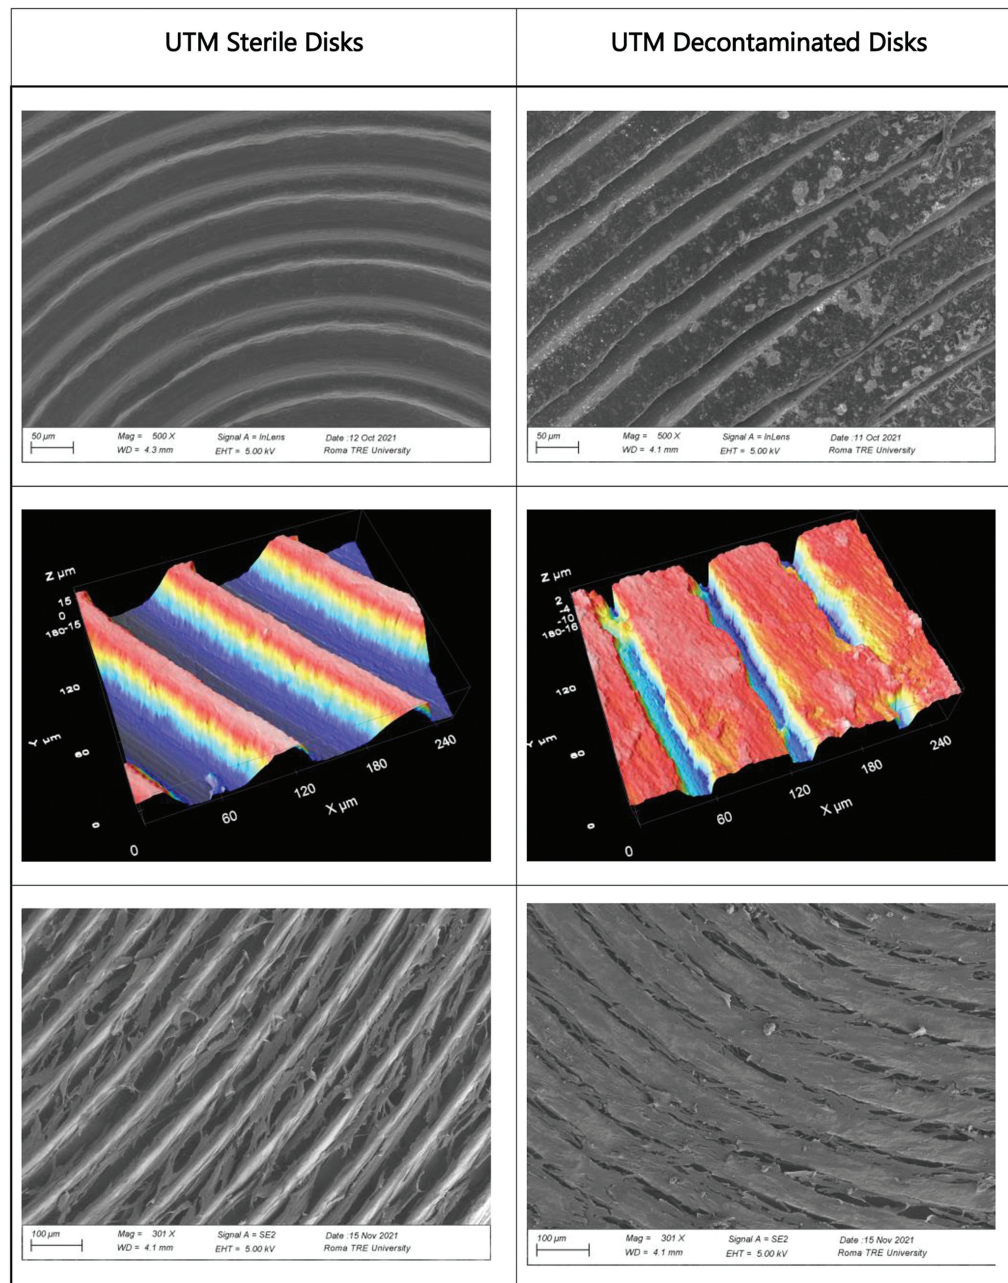 UTM Sterile Disks
UTM Decontaminated Disks
50 µm
Mag = 500 X
Signal A = InLens
Date :12 Oct 2021
WD = 4.3 mm
EHT = 5.00 kV
Roma TRE University
50 µm
Mag = 500 X
Signal A = InLens
Date :11 Oct 2021
WD = 4.1 mm
EHT = 5.00 kV
Roma TRE University
Z µm
15
0
180-15
120
Y µm
60
0
0
60
120
X µm
180
240
Z µm
2
-4
-10
180-16
120
Y µm
60
0
0
60
120
X µm
180
240
100 µm
Mag = 301 X
Signal A = SE2
Date :15 Nov 2021
WD = 4.1 mm
EHT = 5.00 kV
Roma TRE University
100 µm
Mag = 301 X
Signal A = SE2
Date :15 Nov 2021
WD = 4.1 mm
EHT = 5.00 kV
Roma TRE University